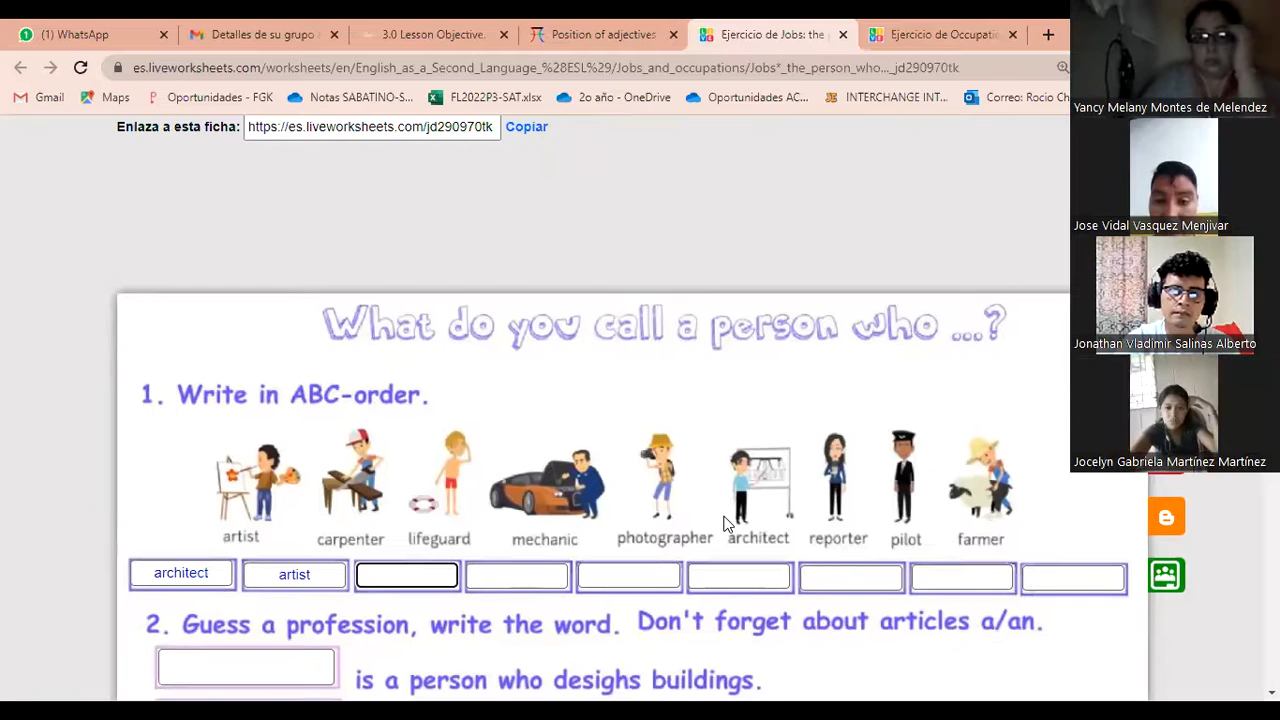 (1) WhatsApp
Detalles de su grupo
3.0 Lesson Objective.
Position of adjectives
Ejercicio de Jobs: the
Ejercicio de Occupati
es.liveworksheets.com/worksheets/en/English_as_a_Second_Language_%28ESL%29/Jobs_and_occupations/Jobs*_the_person_who..._jd290970tk
Gmail
Maps
Oportunidades - FGK
Notas SABATINO-S...
FL2022P3-SAT.xlsx
2o año - OneDrive
Oportunidades AC...
INTERCHANGE INT...
Correo: Rocio Ch
Yancy Melany Montes de Melendez
Enlaza a esta ficha: https://es.liveworksheets.com/jd290970tk Copiar
Jose Vidal Vasquez Menjivar
What do you call a person who ...?
Jonathan Vladimir Salinas Alberto
1. Write in ABC-order.
Jocelyn Gabriela Martínez Martínez
artist carpenter lifeguard mechanic photographer architect reporter pilot farmer
architect artist
2. Guess a profession, write the word. Don't forget about articles a/an.
is a person who desighs buildings.